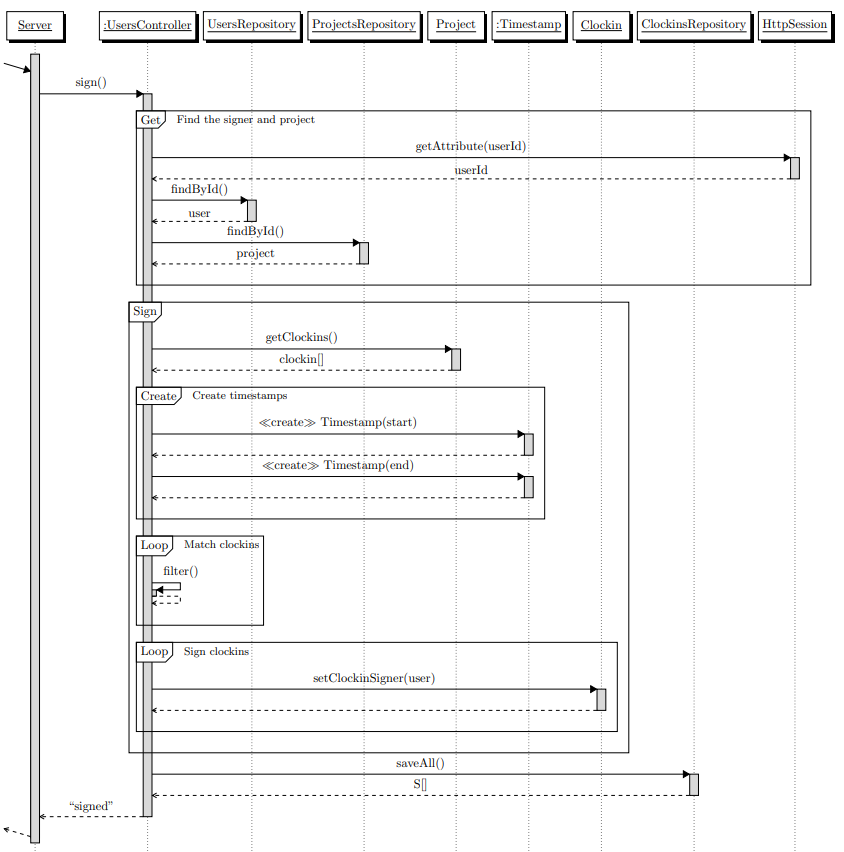 Server
:UsersController
UsersRepository
ProjectsRepository
Project
:Timestamp
Clockin
ClockinsRepository
HttpSession
sign()
Get
Find the signer and project
getAttribute(userId)
userId
findById()
user
findById()
project
Sign
getClockins()
clockin[]
Create
Create timestamps
≪create≫ Timestamp(start)
≪create≫ Timestamp(end)
Loop
Match clockins
filter()
Loop
Sign clockins
setClockinSigner(user)
saveAll()
S[]
“signed”